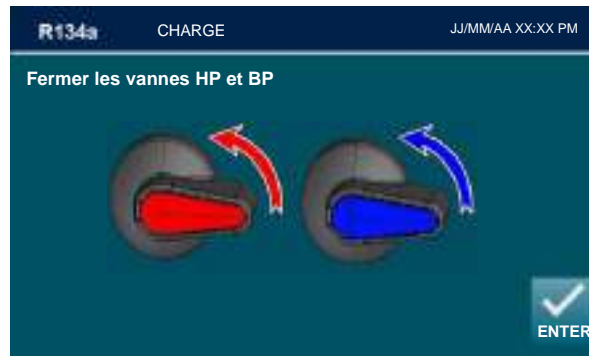 R134a CHARGE JJ/MM/AA XX:XX PM
Fermer les vannes HP et BP
ENTER